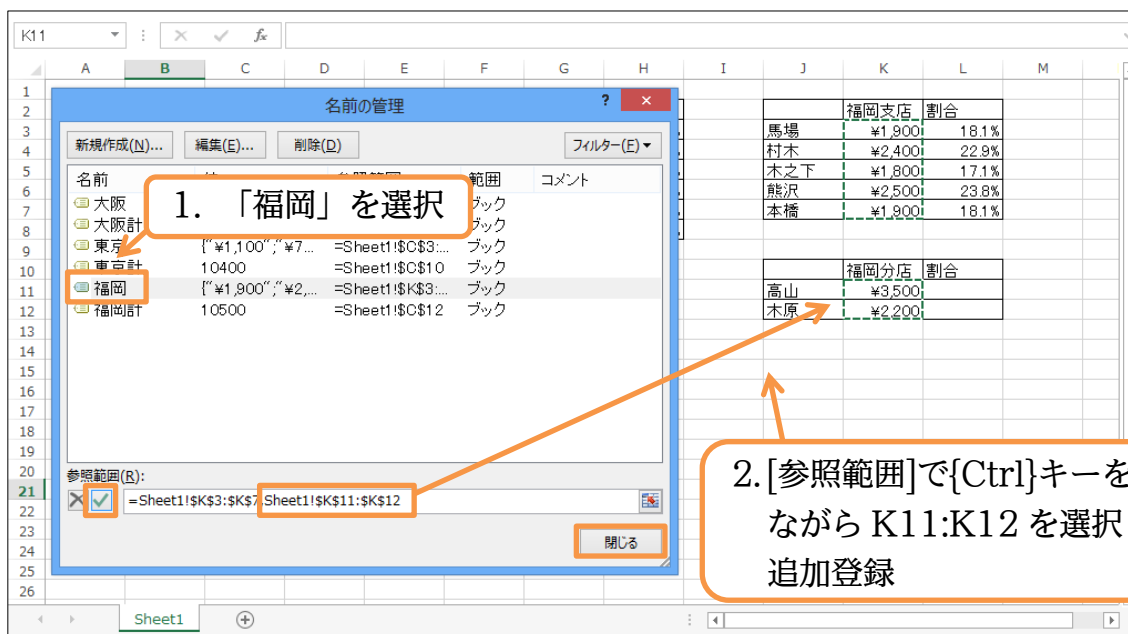 K11
fx
A B C D E F G H I J K L M
1
2
3
4
5
6
7
8
9
10
11
12
13
14
15
16
17
18
19
20
21
22
23
24
25
26
名前の管理 ? ×
新規作成(N)... 編集(E)... 削除(D) フィルター(F)▼
名前 範囲 コメント
大阪 ブック
大阪計 ブック
東京 {"¥1,100";"¥7... =Sheet1!$C$3:... ブック
東京計 10400 =Sheet1!$C$10 ブック
福岡 {"¥1,900";"¥2,... =Sheet1!$K$3:... ブック
福岡計 10500 =Sheet1!$C$12 ブック
参照範囲(R):
=Sheet1!$K$3:$K$7,Sheet1!$K$11:$K$12
閉じる
1. 「福岡」を選択
福岡支店 割合
馬場 ¥1,900 18.1%
村木 ¥2,400 22.9%
木之下 ¥1,800 17.1%
熊沢 ¥2,500 23.8%
本橋 ¥1,900 18.1%
福岡分店 割合
高山 ¥3,500
木原 ¥2,200
2.[参照範囲]で{Ctrl}キーを
ながら K11:K12 を選択
追加登録
Sheet1